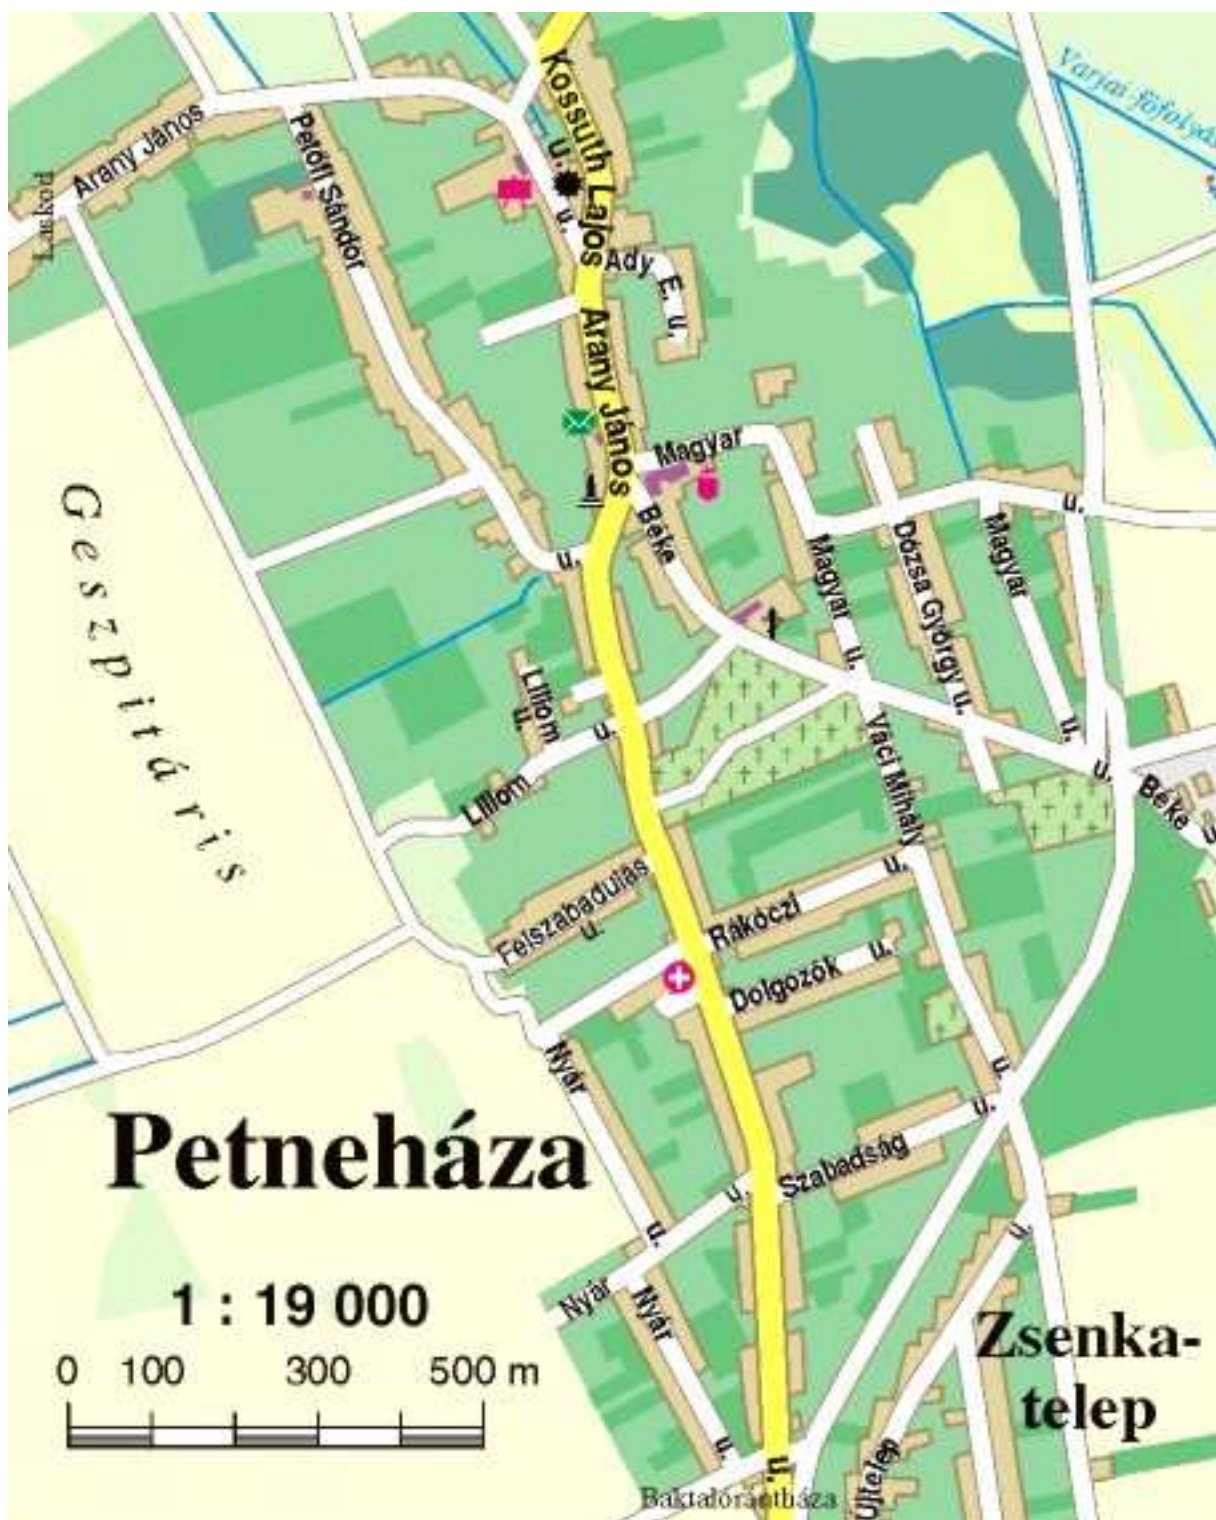 Kossuth Lajos
u.
Varjai-főfolyás
Arany János
u.
Petőfi Sándor
u.
Laskod
Ady
E. u.
Arany János
u.
Magyar
u.
Béke
u.
Magyar
u.
Dózsa György u.
Magyar
u.
Geszpitáris
Liliom
u.
Liliom
u.
Váci Mihály
u.
Béke
u.
Felszabadulás
u.
Rákóczi
u.
Dolgozók
u.
Nyár
u.
Petneháza
Szabadság
u.
u.
Nyár
Nyár
u.
1 : 19 000
0 100 300 500 m
Zsenka-
telep
Újtelep
u.
Baktalórántháza